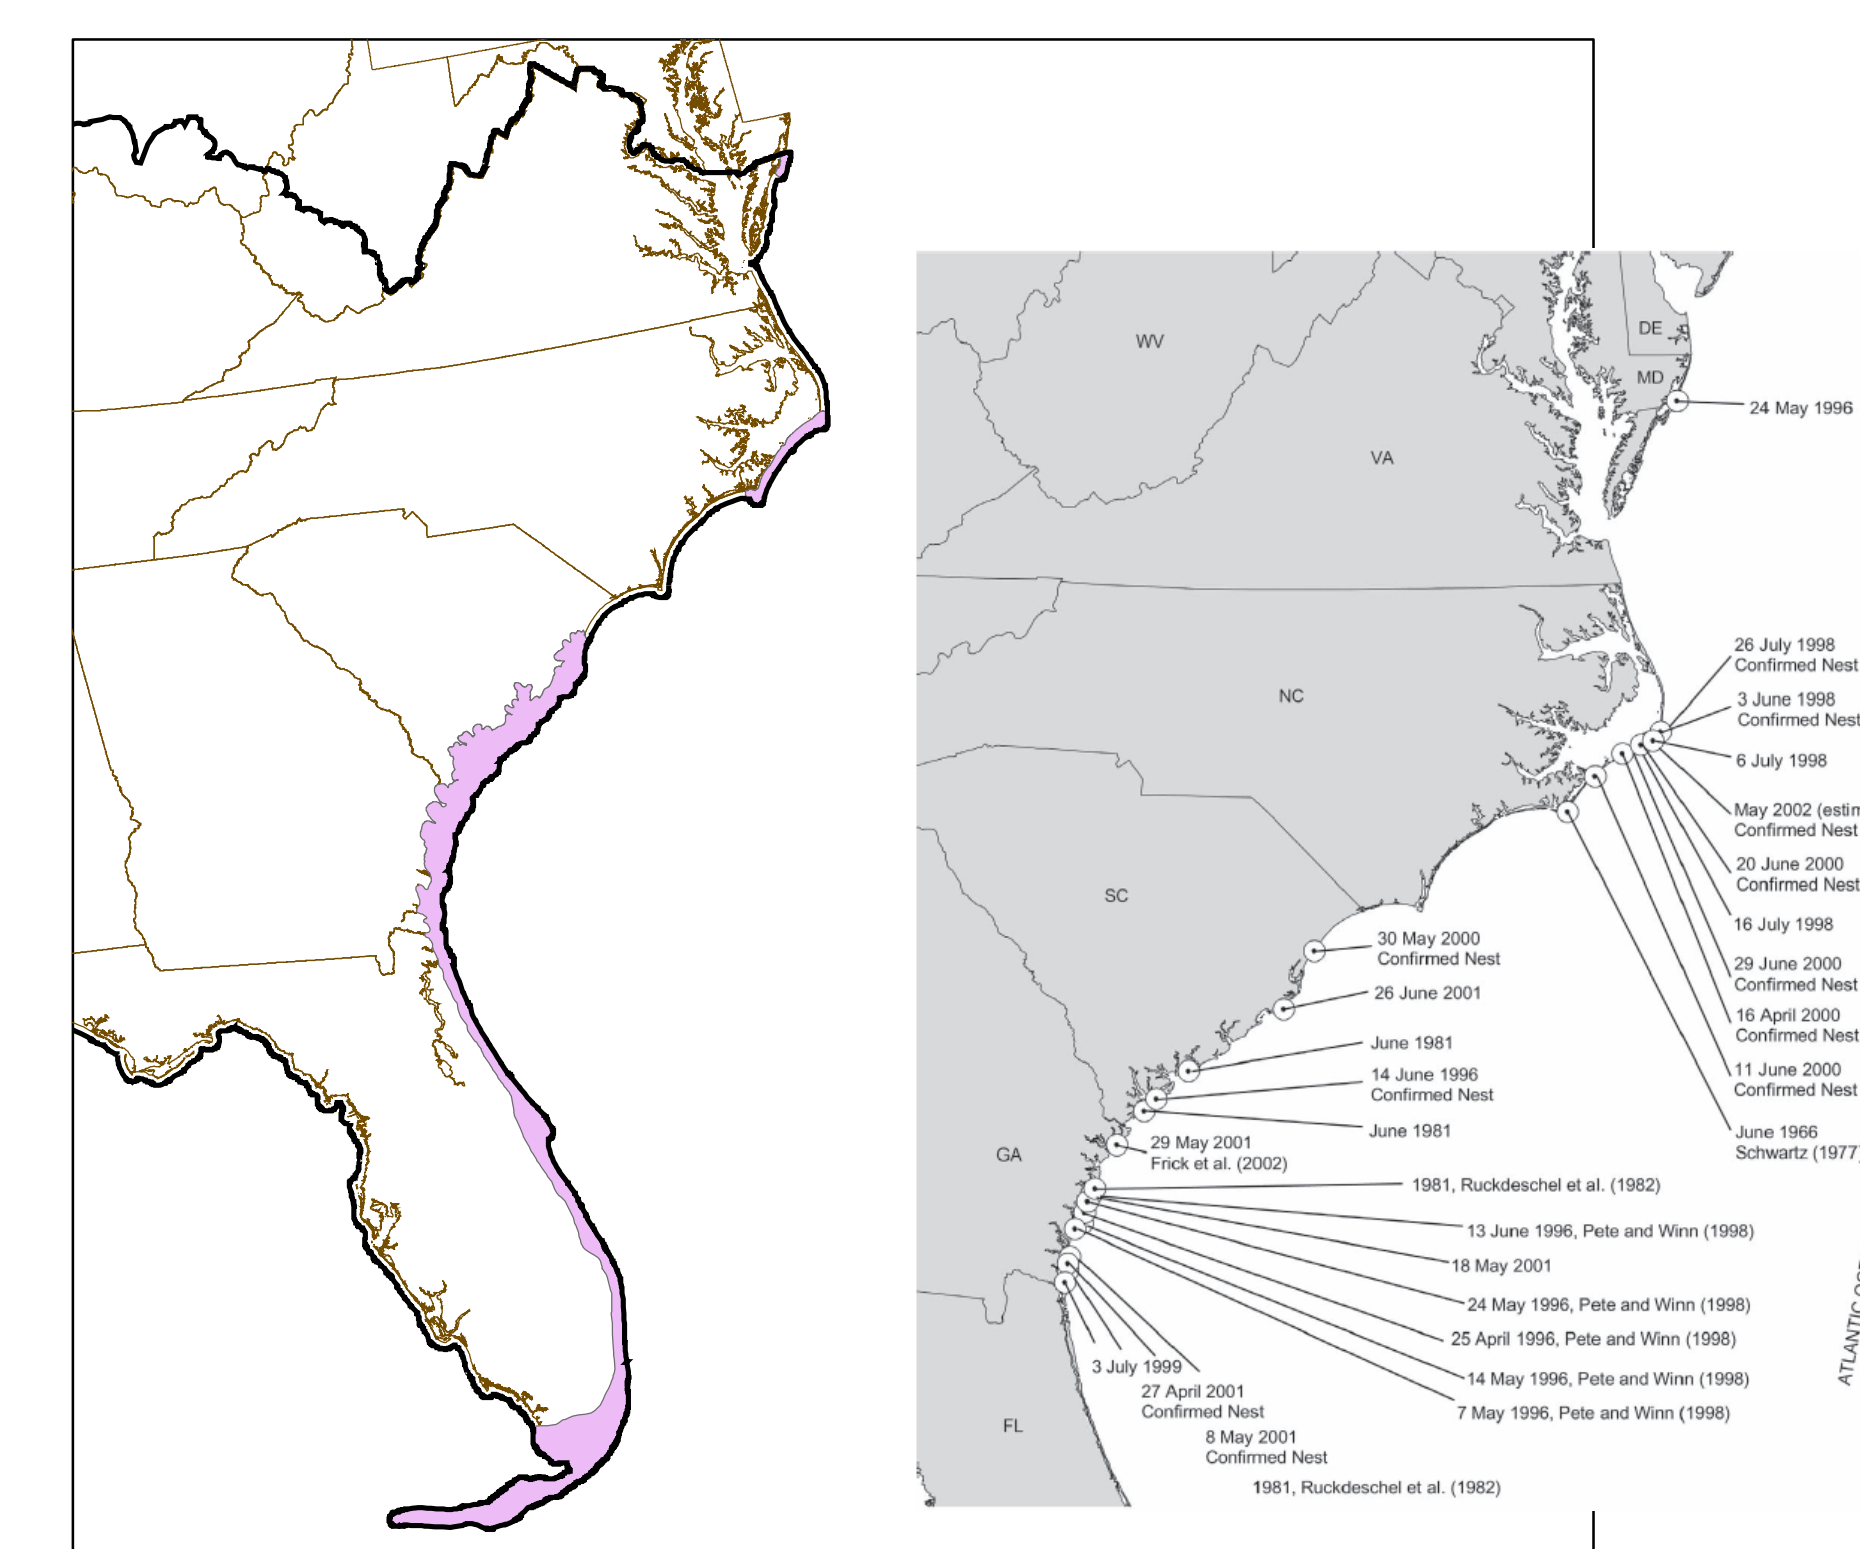 WV
DE
MD
24 May 1996
VA
26 July 1998
Confirmed Nest
NC
3 June 1998
Confirmed Nest
6 July 1998
May 2002 (estim
Confirmed Nest
20 June 2000
Confirmed Nest
SC
16 July 1998
30 May 2000
Confirmed Nest
29 June 2000
Confirmed Nest
26 June 2001
16 April 2000
Confirmed Nest
June 1981
11 June 2000
Confirmed Nest
14 June 1996
Confirmed Nest
June 1981
June 1966
Schwartz (1977)
GA
29 May 2001
Frick et al. (2002)
1981, Ruckdeschel et al. (1982)
13 June 1996, Pete and Winn (1998)
18 May 2001
24 May 1996, Pete and Winn (1998)
25 April 1996, Pete and Winn (1998)
3 July 1999
14 May 1996, Pete and Winn (1998)
27 April 2001
Confirmed Nest
7 May 1996, Pete and Winn (1998)
FL
8 May 2001
Confirmed Nest
1981, Ruckdeschel et al. (1982)
ATLANTIC